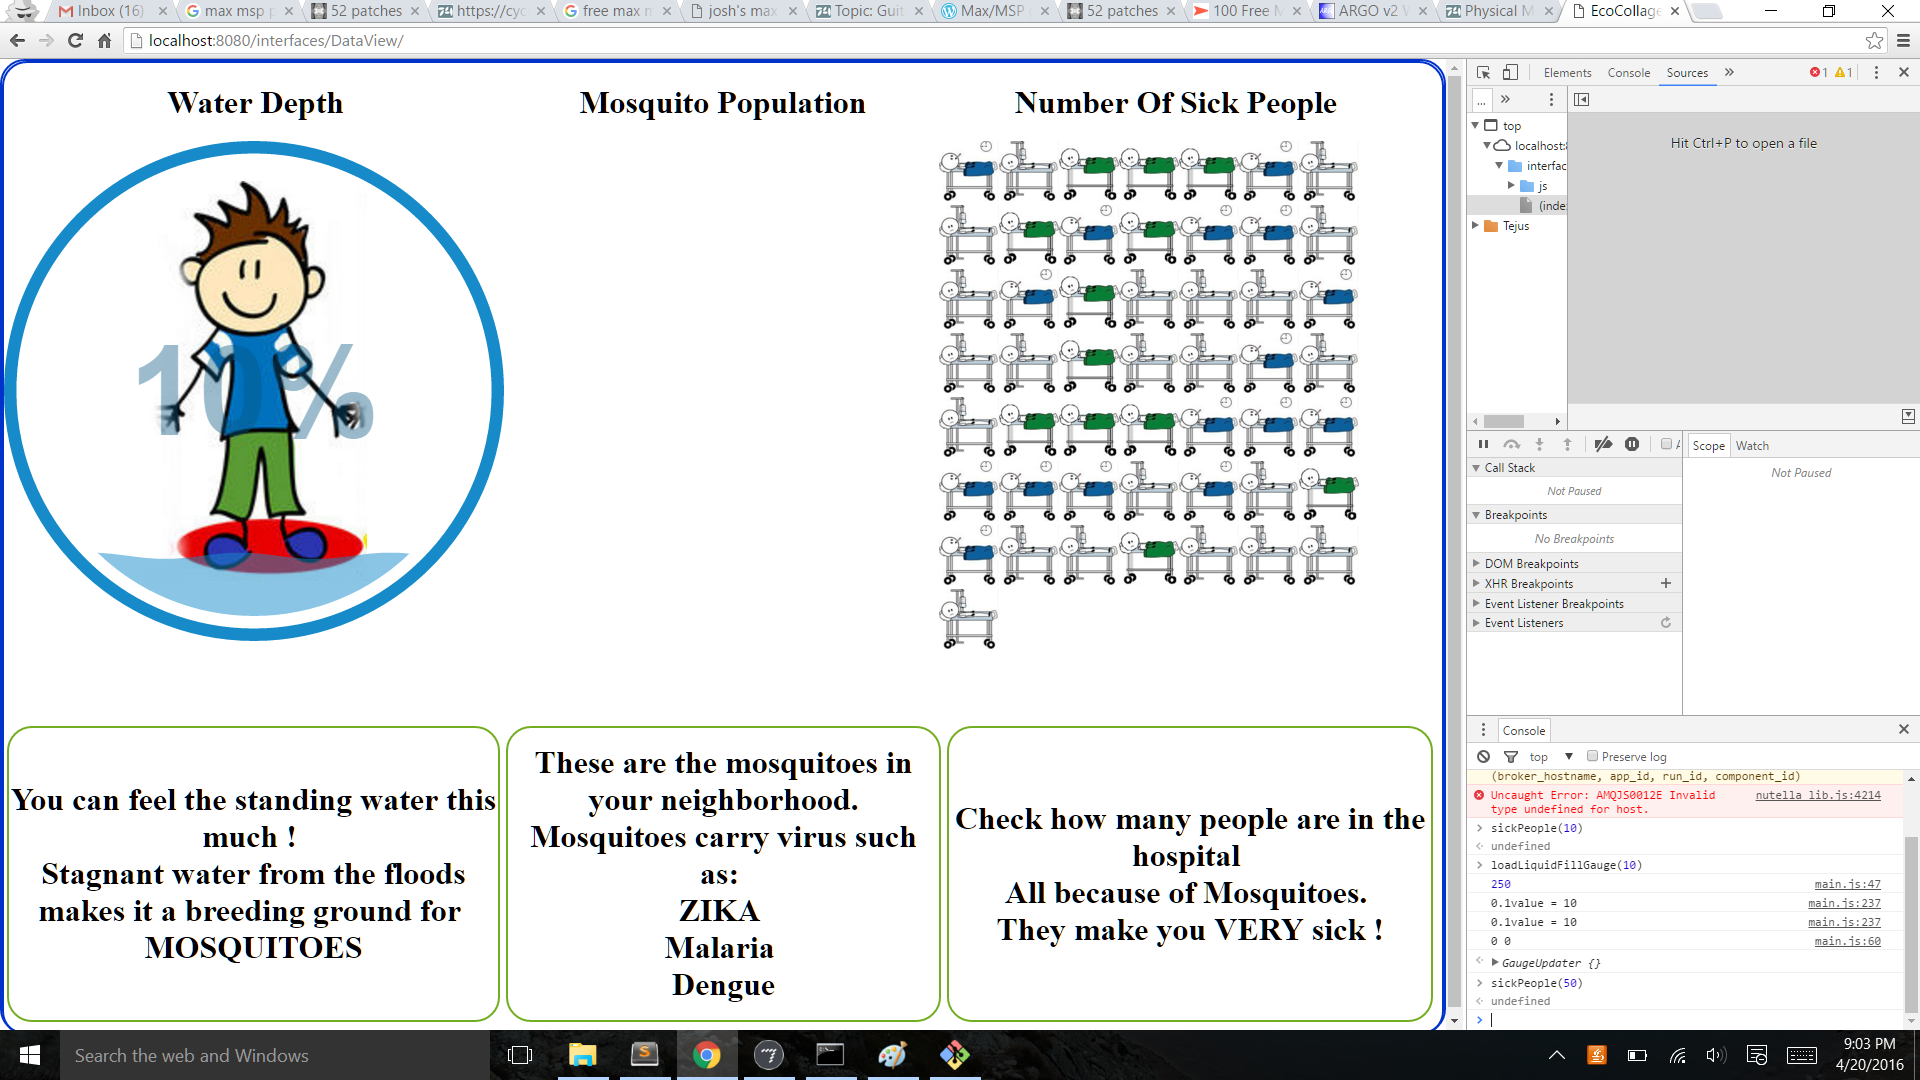 Inbox (16)
max msp p
52 patches
https://cyc
free max m
josh's max
Topic: Guit
Max/MSP
52 patches
100 Free M
ARGO v2 W
Physical M
EcoCollage
localhost:8080/interfaces/DataView/
Water Depth
Mosquito Population
Number Of Sick People
10%
You can feel the standing water this
much !
Stagnant water from the floods
makes it a breeding ground for
MOSQUITOES
These are the mosquitoes in
your neighborhood.
Mosquitoes carry virus such
as:
ZIKA
Malaria
Dengue
Check how many people are in the
hospital
All because of Mosquitoes.
They make you VERY sick !
Elements Console Sources » 1 1
... »
top
localhost:
interfac
js
(inde
Tejus
Hit Ctrl+P to open a file
A
Scope Watch
Not Paused
Call Stack
Not Paused
Breakpoints
No Breakpoints
DOM Breakpoints
XHR Breakpoints +
Event Listener Breakpoints
Event Listeners
Console
top Preserve log
(broker_hostname, app_id, run_id, component_id)
Uncaught Error: AMQJS0012E Invalid nutella lib.js:4214
type undefined for host.
> sickPeople(10)
undefined
> loadLiquidFillGauge(10)
250 main.js:47
0.1value = 10 main.js:237
0.1value = 10 main.js:237
0 0 main.js:60
GaugeUpdater {}
> sickPeople(50)
undefined
>
Search the web and Windows
9:03 PM
4/20/2016